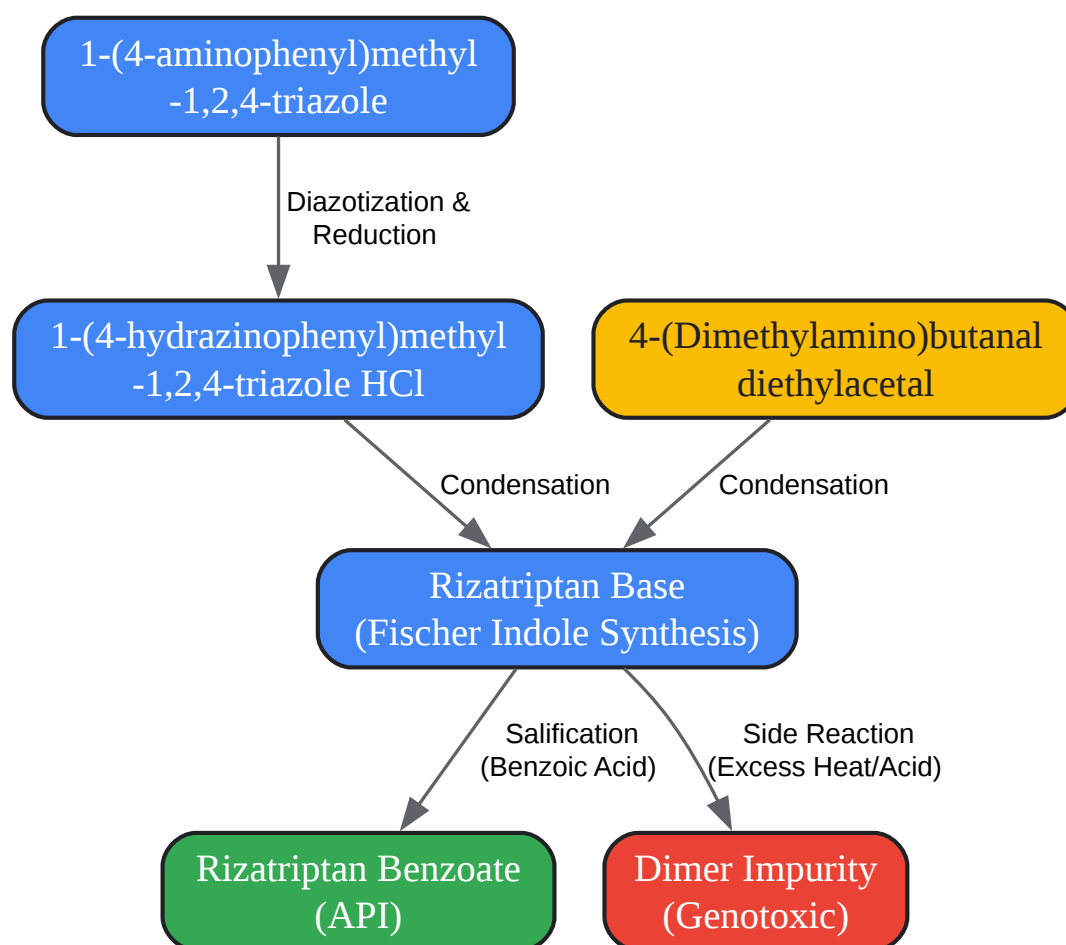 1-(4-aminophenyl)methyl
-1,2,4-triazole
Diazotization &
Reduction
1-(4-hydrazinophenyl)methyl
-1,2,4-triazole HCl
4-(Dimethylamino)butanal
diethylacetal
Condensation
Condensation
Rizatriptan Base
(Fischer Indole Synthesis)
Salification
(Benzoic Acid)
Side Reaction
(Excess Heat/Acid)
Rizatriptan Benzoate
(API)
Dimer Impurity
(Genotoxic)